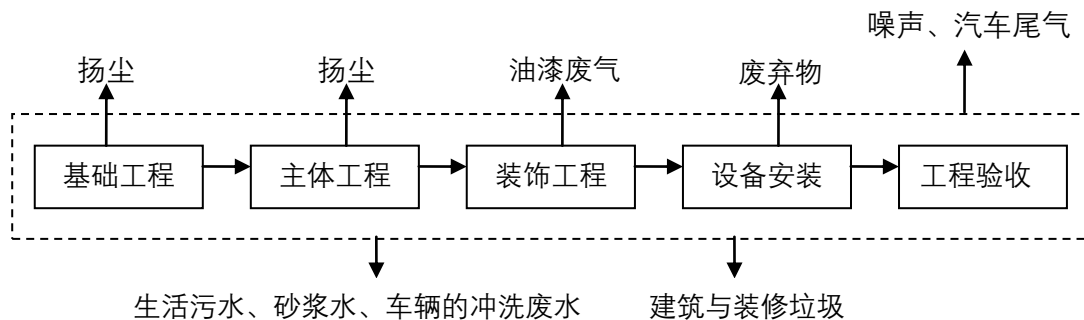 噪声、汽车尾气
扬尘
扬尘
油漆废气
废弃物
基础工程
主体工程
装饰工程
设备安装
工程验收
生活污水、砂浆水、车辆的冲洗废水
建筑与装修垃圾